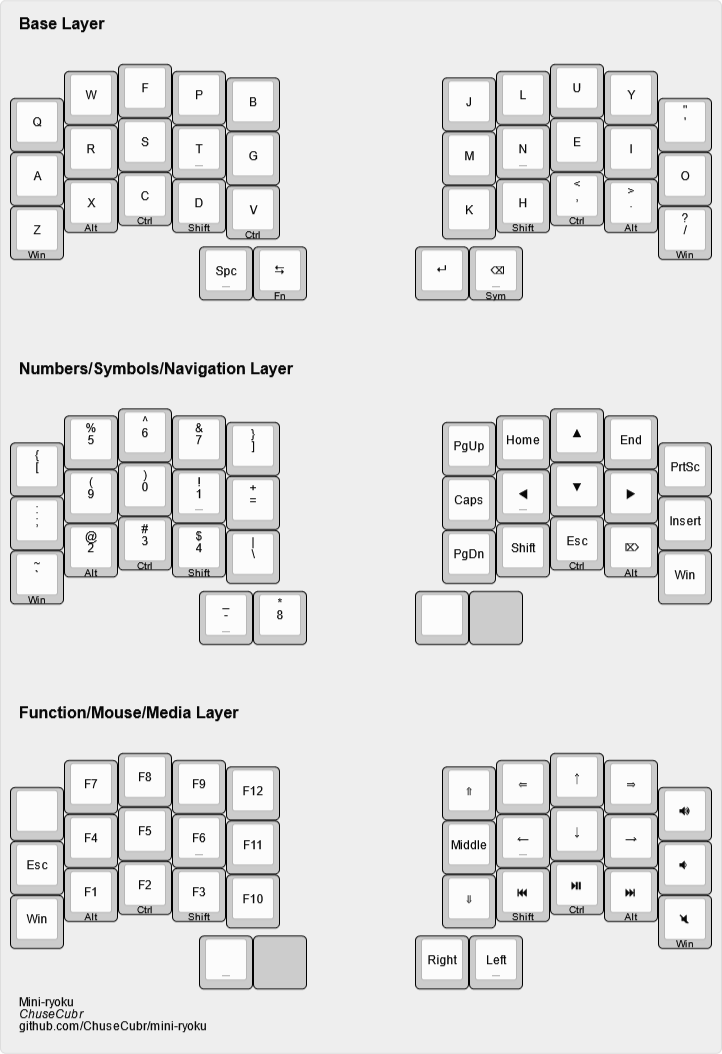 Base Layer
Q W F P B J L U Y " '
A R S T G M N E I O
Z Win X Alt C Ctrl D Shift V Ctrl K H Shift < , Ctrl > . Alt ? / Win
Spc ⇆ Fn ↵ ⌫ Sym
Numbers/Symbols/Navigation Layer
{ [ % 5 ^ 6 & 7 } ] PgUp Home ▲ End PrtSc
: ; ( 9 ) 0 ! 1 + = Caps ◀ ▼ ▶ Insert
~ ` Win @ 2 Alt # 3 Ctrl $ 4 Shift | \ PgDn Shift Esc Ctrl ⌦ Alt Win
_ - * 8
Function/Mouse/Media Layer
F7 F8 F9 F12 ⇑ ⇐ ↑ ⇒
Esc F4 F5 F6 F11 Middle ← ↓ →
Win F1 Alt F2 Ctrl F3 Shift F10 ⇓ ⏮ Shift ⏯ Ctrl ⏭ Alt Win
Right Left
Mini-ryoku
ChuseCubr
github.com/ChuseCubr/mini-ryoku